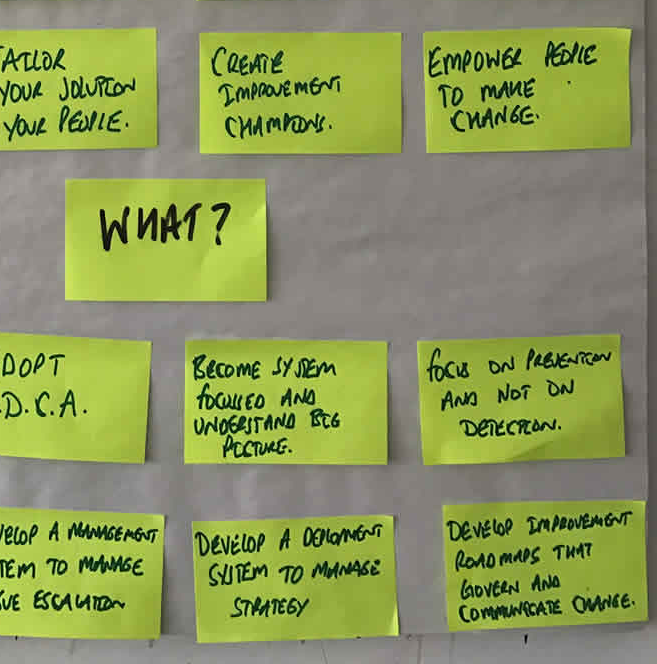 TAILOR
YOUR SOLUTION
YOUR PEOPLE.
CREATE
IMPROVEMENT
CHAMPIONS.
EMPOWER PEOPLE
TO MAKE
CHANGE.
WHAT?
DOPT
D.C.A.
BECOME SYSTEM
FOCUSED AND
UNDERSTAND BIG
PICTURE.
FOCUS ON PREVENTION
AND NOT ON
DETECTION.
VELOP A MANAGEMENT
TEM TO MANAGE
UE ESCALATION
DEVELOP A DEPLOYMENT
SYSTEM TO MANAGE
STRATEGY
DEVELOP IMPROVEMENT
ROADMAPS THAT
GOVERN AND
COMMUNICATE CHANGE.